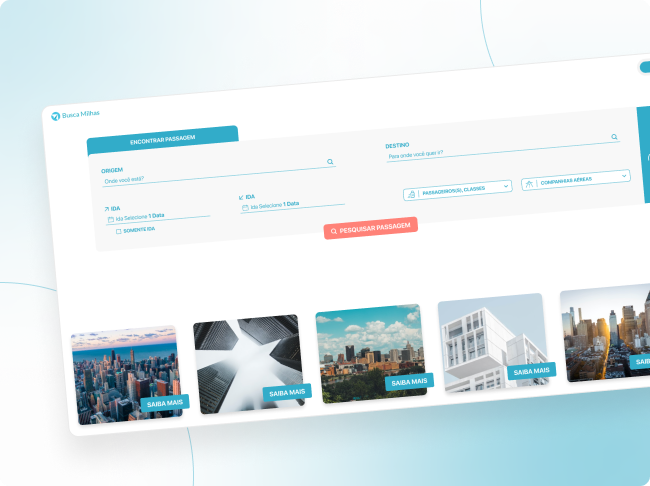 Busca Milhas
ENCONTRAR PASSAGEM
ORIGEM
Onde você está?
DESTINO
Para onde você quer ir?
IDA
Ida Selecione 1 Data
SOMENTE IDA
IDA
Ida Selecione 1 Data
PASSAGEIROS(S), CLASSES
COMPANHIAS AÉREAS
PESQUISAR PASSAGEM
SAIBA MAIS
SAIBA MAIS
SAIBA MAIS
SAIBA MAIS
SAIBA